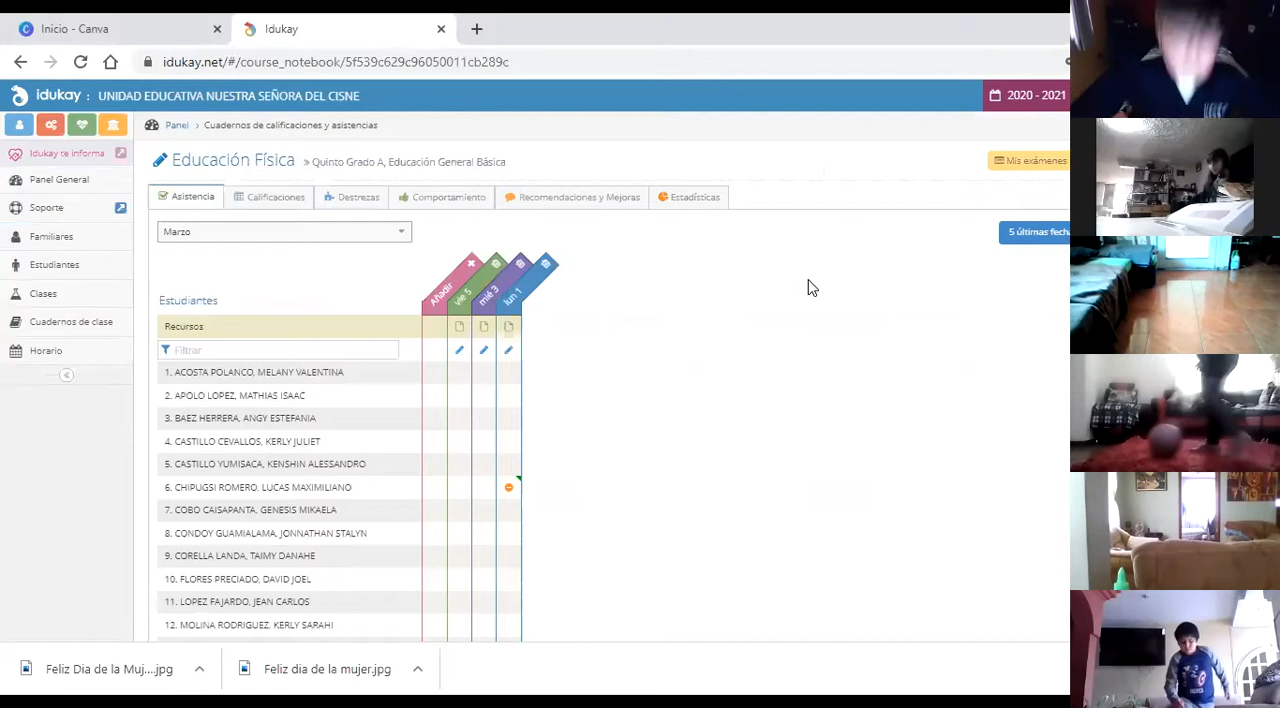 Inicio - Canva
Idukay
idukay.net/#/course_notebook/5f539c629c96050011cb289c
idukay : UNIDAD EDUCATIVA NUESTRA SEÑORA DEL CISNE
2020 - 2021
Idukay te informa
Panel General
Soporte
Familiares
Estudiantes
Clases
Cuadernos de clase
Horario
Panel > Cuadernos de calificaciones y asistencias
Educación Física » Quinto Grado A, Educación General Básica
Mis exámenes
Asistencia Calificaciones Destrezas Comportamiento Recomendaciones y Mejoras Estadísticas
Marzo
5 últimas fecha
Añadir vie 5 mié 3 lun 1
Estudiantes
Recursos
Filtrar
1. ACOSTA POLANCO, MELANY VALENTINA
2. APOLO LOPEZ, MATHIAS ISAAC
3. BAEZ HERRERA, ANGY ESTEFANIA
4. CASTILLO CEVALLOS, KERLY JULIET
5. CASTILLO YUMISACA, KENSHIN ALESSANDRO
6. CHIPUGSI ROMERO, LUCAS MAXIMILIANO
7. COBO CAISAPANTA, GENESIS MIKAELA
8. CONDOY GUAMIALAMA, JONNATHAN STALYN
9. CORELLA LANDA, TAIMY DANAHE
10. FLORES PRECIADO, DAVID JOEL
11. LOPEZ FAJARDO, JEAN CARLOS
12. MOLINA RODRIGUEZ, KERLY SARAHI
Feliz Dia de la Muj....jpg
Feliz dia de la mujer.jpg